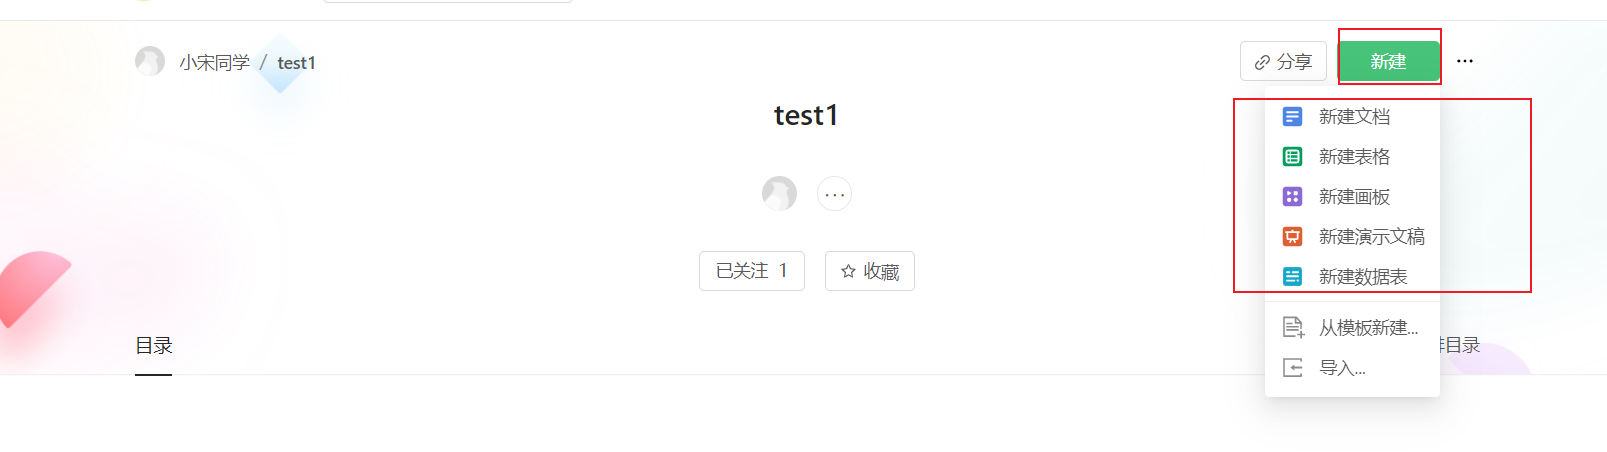 小宋同学 / test1
分享
新建
test1
新建文档
新建表格
新建画板
新建演示文稿
新建数据表
已关注 1
收藏
从模板新建...
目录
目录
导入...